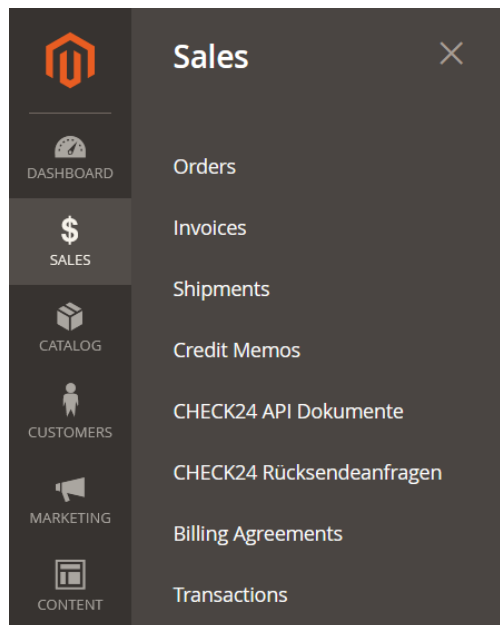 Sales
DASHBOARD
SALES
CATALOG
CUSTOMERS
MARKETING
CONTENT
Orders
Invoices
Shipments
Credit Memos
CHECK24 API Dokumente
CHECK24 Rücksendeanfragen
Billing Agreements
Transactions